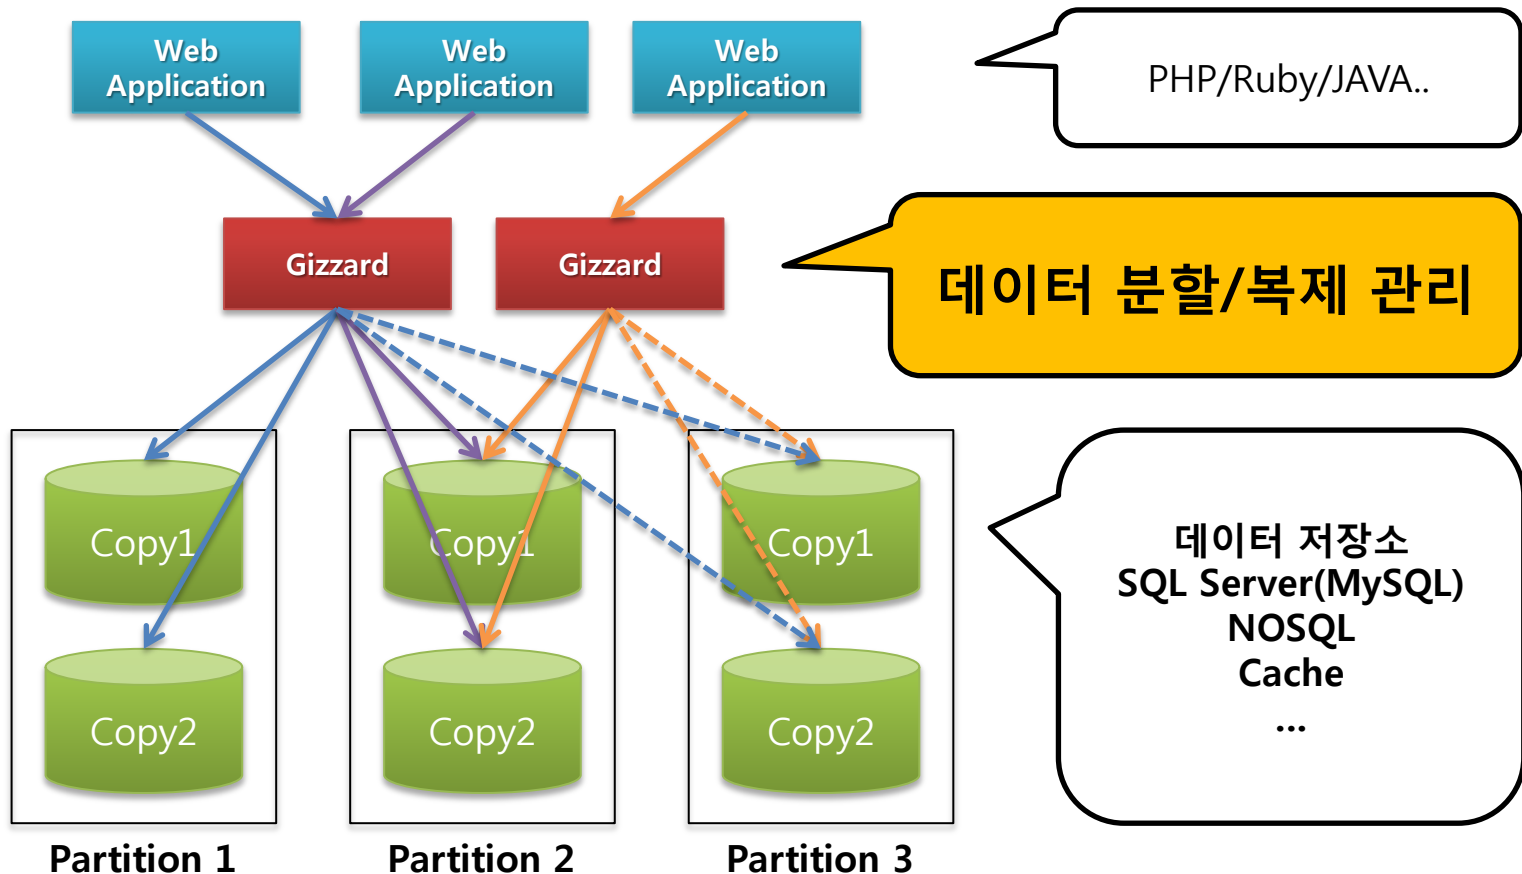 Web
Application
Web
Application
Web
Application
PHP/Ruby/JAVA..
Gizzard
Gizzard
데이터 분할/복제 관리
Copy1
Copy1
Copy1
Copy2
Copy2
Copy2
데이터 저장소
SQL Server(MySQL)
NOSQL
Cache
...
Partition 1
Partition 2
Partition 3